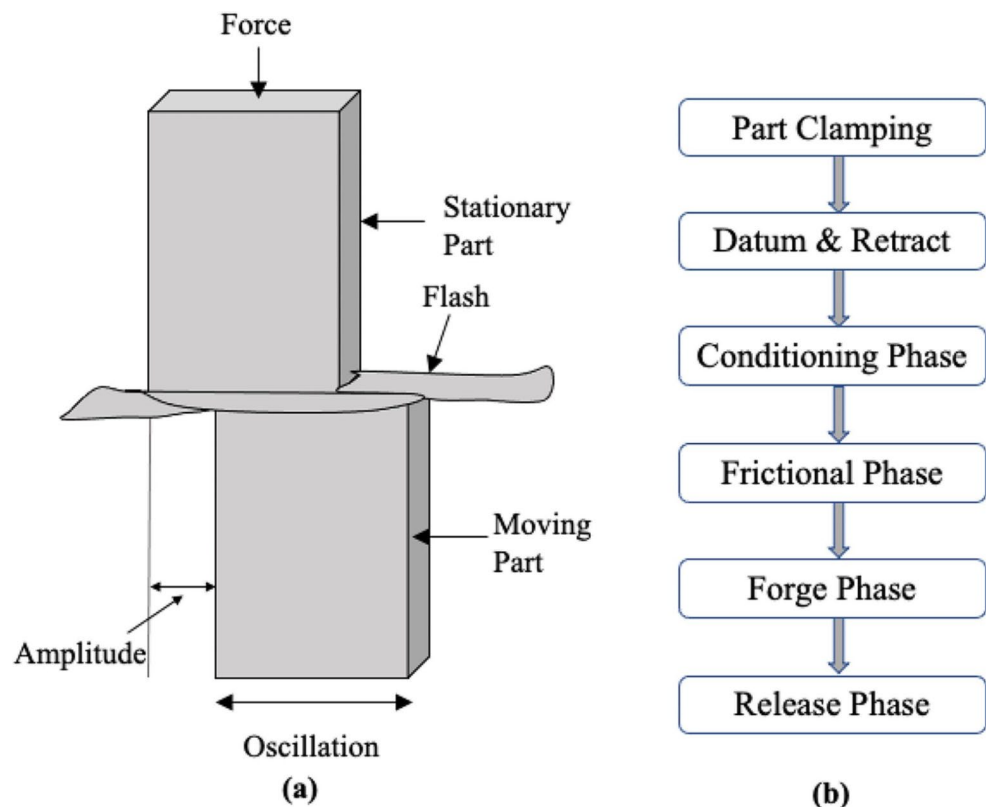 Force
Stationary
Part
Flash
Moving
Part
Amplitude
Oscillation
(a)
Part Clamping
Datum & Retract
Conditioning Phase
Frictional Phase
Forge Phase
Release Phase
(b)